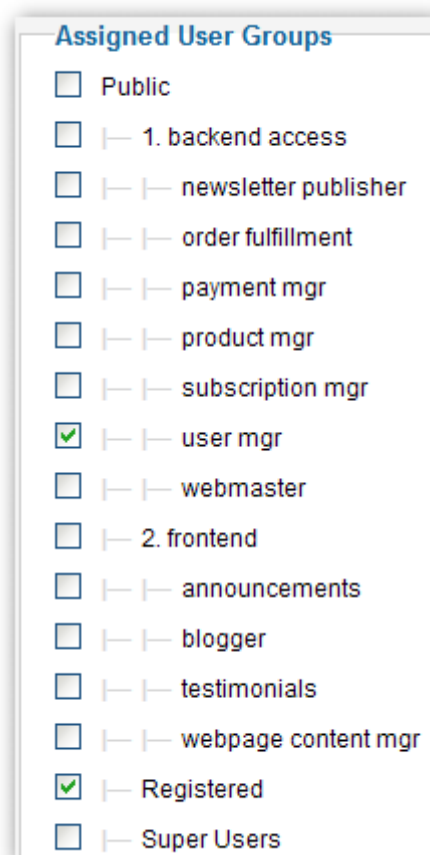 Assigned User Groups
Public
1. backend access
newsletter publisher
order fulfillment
payment mgr
product mgr
subscription mgr
user mgr
webmaster
2. frontend
announcements
blogger
testimonials
webpage content mgr
Registered
Super Users